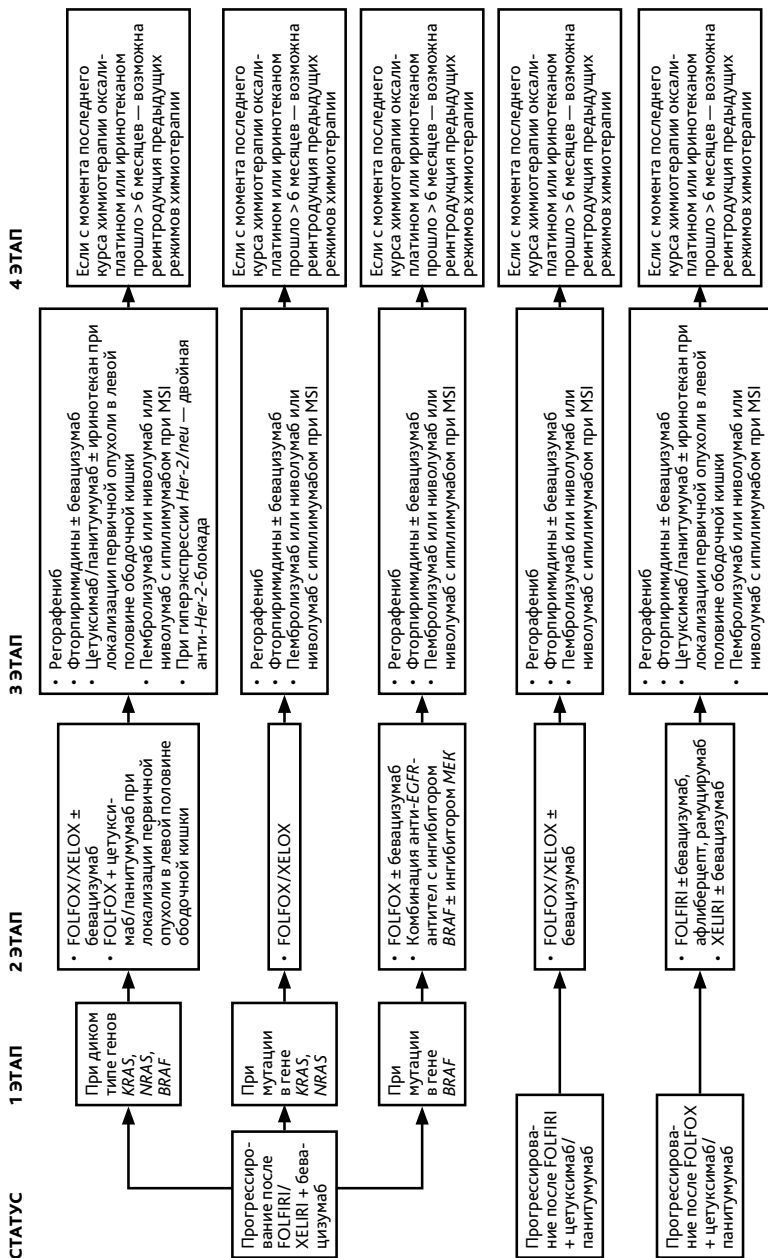 СТАТУС
1 ЭТАП
2 ЭТАП
3 ЭТАП
4 ЭТАП
Прогрессиро-
вание после
FOLFIRI/
XELIRI + бева-
цизумаб
При диком
типе генов
KRAS,
NRAS,
BRAF
• FOLFOX/XELOX ±
бевацизумаб
• FOLFOX + цетукси-
маб/панитумумаб при
локализации первичной
опухоли в левой половине
ободочной кишки
• Регорафениб
• Фторпиримидины ± бевацизумаб
• Цетуксимаб/панитумумаб ± иринотекан при
локализации первичной опухоли в левой
половине ободочной кишки
• Пембролизумаб или ниволумаб или
ниволумаб с ипилимумабом при MSI
• При гиперэкспрессии Her-2/neu — двойная
анти-Her-2-блокада
Если с момента последнего
курса химиотерапии оксали-
платином или иринотеканом
прошло > 6 месяцев — возможна
реинтродукция предыдущих
режимов химиотерапии
При
мутации
в гене
KRAS,
NRAS
• FOLFOX/XELOX
• Регорафениб
• Фторпиримидины ± бевацизумаб
• Пембролизумаб или ниволумаб или
ниволумаб с ипилимумабом при MSI
Если с момента последнего
курса химиотерапии оксали-
платином или иринотеканом
прошло > 6 месяцев — возможна
реинтродукция предыдущих
режимов химиотерапии
При
мутации
в гене
BRAF
• FOLFOX ± бевацизумаб
• Комбинация анти-EGFR-
антител с ингибитором
BRAF ± ингибитором MEK
• Регорафениб
• Фторпиримидины ± бевацизумаб
• Пембролизумаб или ниволумаб или
ниволумаб с ипилимумабом при MSI
Если с момента последнего
курса химиотерапии оксали-
платином или иринотеканом
прошло > 6 месяцев — возможна
реинтродукция предыдущих
режимов химиотерапии
Прогрессирова-
ние после FOLFIRI
+ цетуксимаб/
панитумумаб
• FOLFOX/XELOX ±
бевацизумаб
• Регорафениб
• Фторпиримидины ± бевацизумаб
• Пембролизумаб или ниволумаб или
ниволумаб с ипилимумабом при MSI
Если с момента последнего
курса химиотерапии оксали-
платином или иринотеканом
прошло > 6 месяцев — возможна
реинтродукция предыдущих
режимов химиотерапии
Прогрессирова-
ние после FOLFOX
+ цетуксимаб/
панитумумаб
• FOLFIRI ± бевацизумаб,
афлиберцепт, рамуцирумаб
• XELIRI ± бевацизумаб
• Регорафениб
• Фторпиримидины ± бевацизумаб
• Цетуксимаб/панитумумаб ± иринотекан при
локализации первичной опухоли в левой
половине ободочной кишки
• Пембролизумаб или ниволумаб или
ниволумаб с ипилимумабом при MSI
Если с момента последнего
курса химиотерапии оксали-
платином или иринотеканом
прошло > 6 месяцев — возможна
реинтродукция предыдущих
режимов химиотерапии